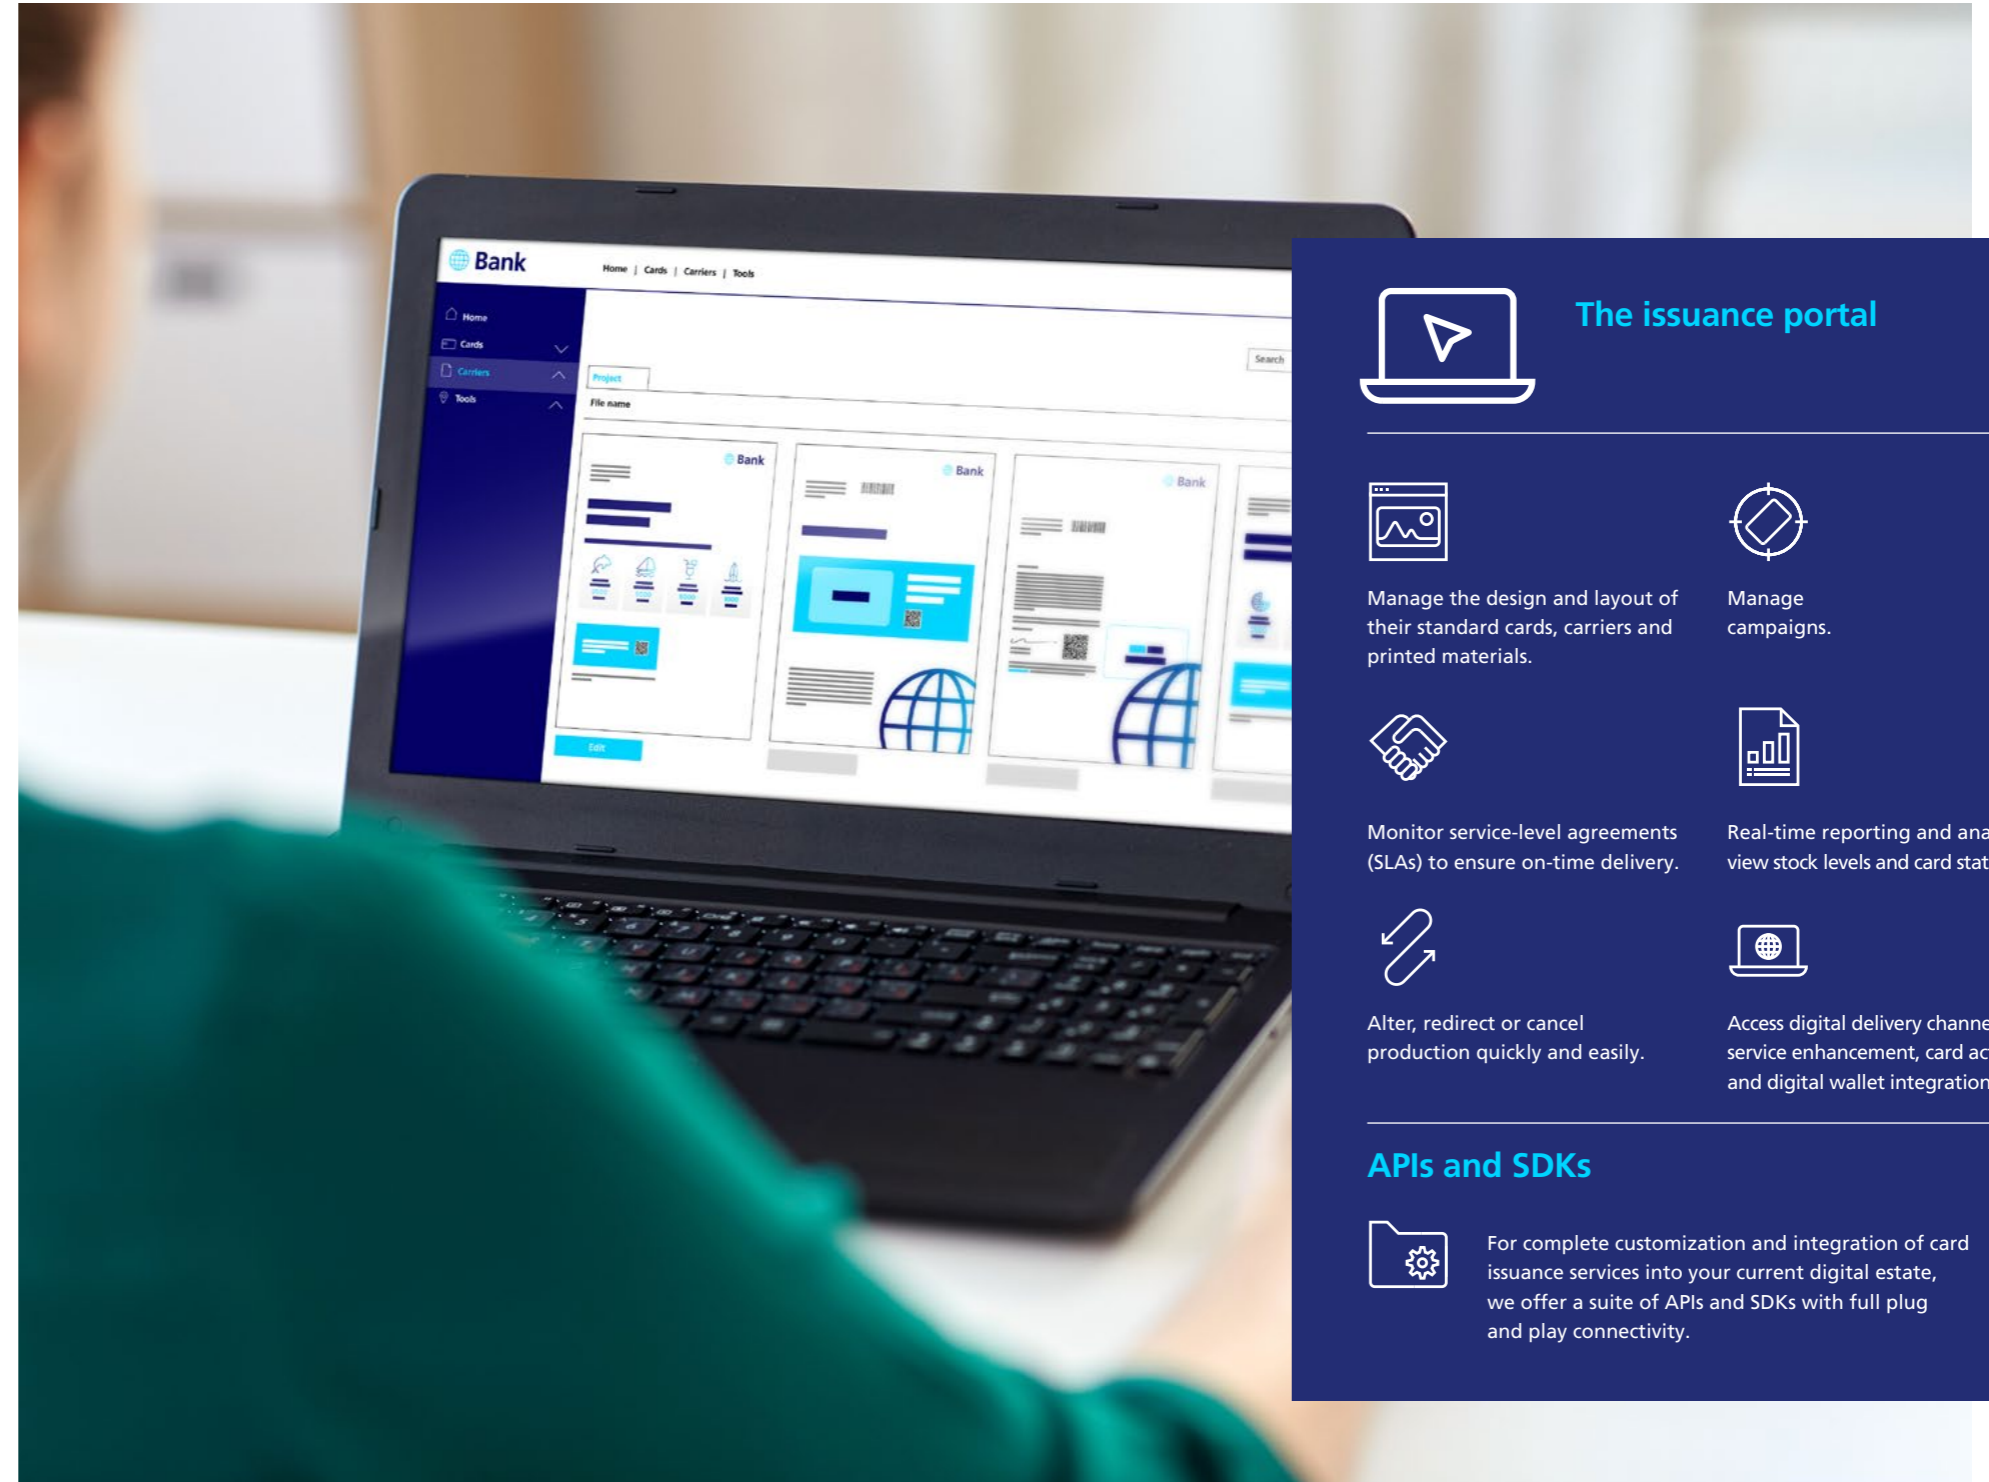 Bank
Home | Cards | Carriers | Tools
Home
Cards
Carriers
Tools
Search
Project
File name
Bank
Bank
Bank
Edit
The issuance portal
Manage the design and layout of
their standard cards, carriers and
printed materials.
Manage
campaigns.
Monitor service-level agreements
(SLAs) to ensure on-time delivery.
Real-time reporting and ana
view stock levels and card stat
Alter, redirect or cancel
production quickly and easily.
Access digital delivery channe
service enhancement, card ac
and digital wallet integration
APIs and SDKs
For complete customization and integration of card
issuance services into your current digital estate,
we offer a suite of APIs and SDKs with full plug
and play connectivity.